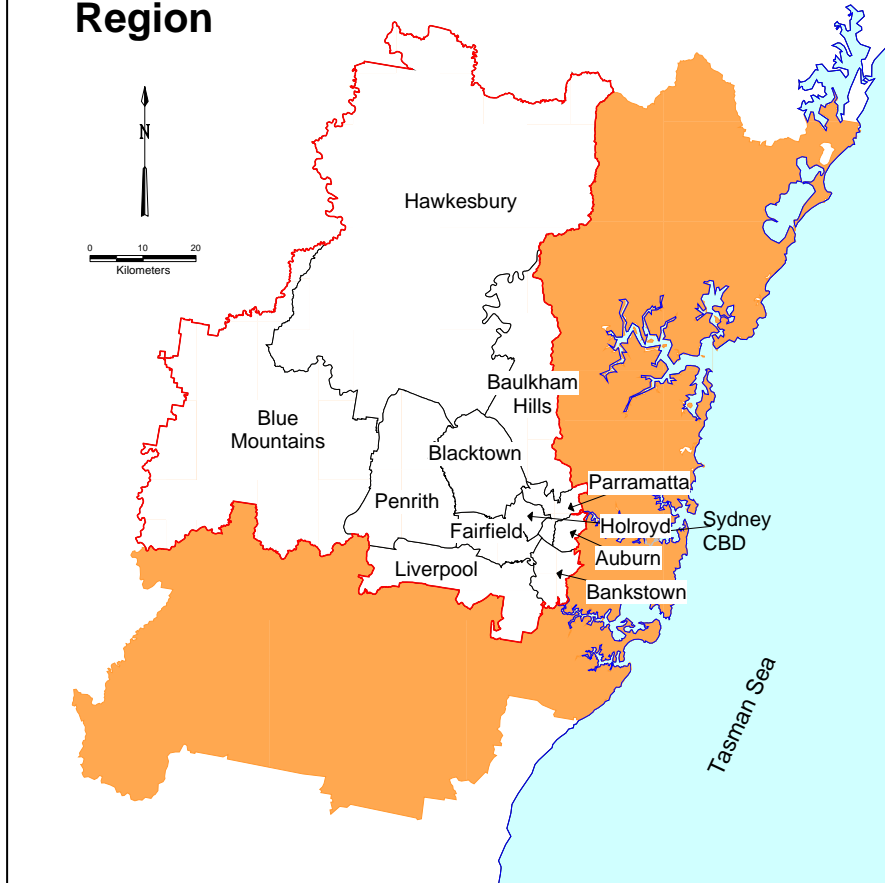 Region
N
0 10 20
Kilometers
Hawkesbury
Baulkham
Hills
Blue
Mountains
Blacktown
Parramatta
Penrith
Holroyd
Sydney
CBD
Fairfield
Auburn
Liverpool
Bankstown
Tasman Sea